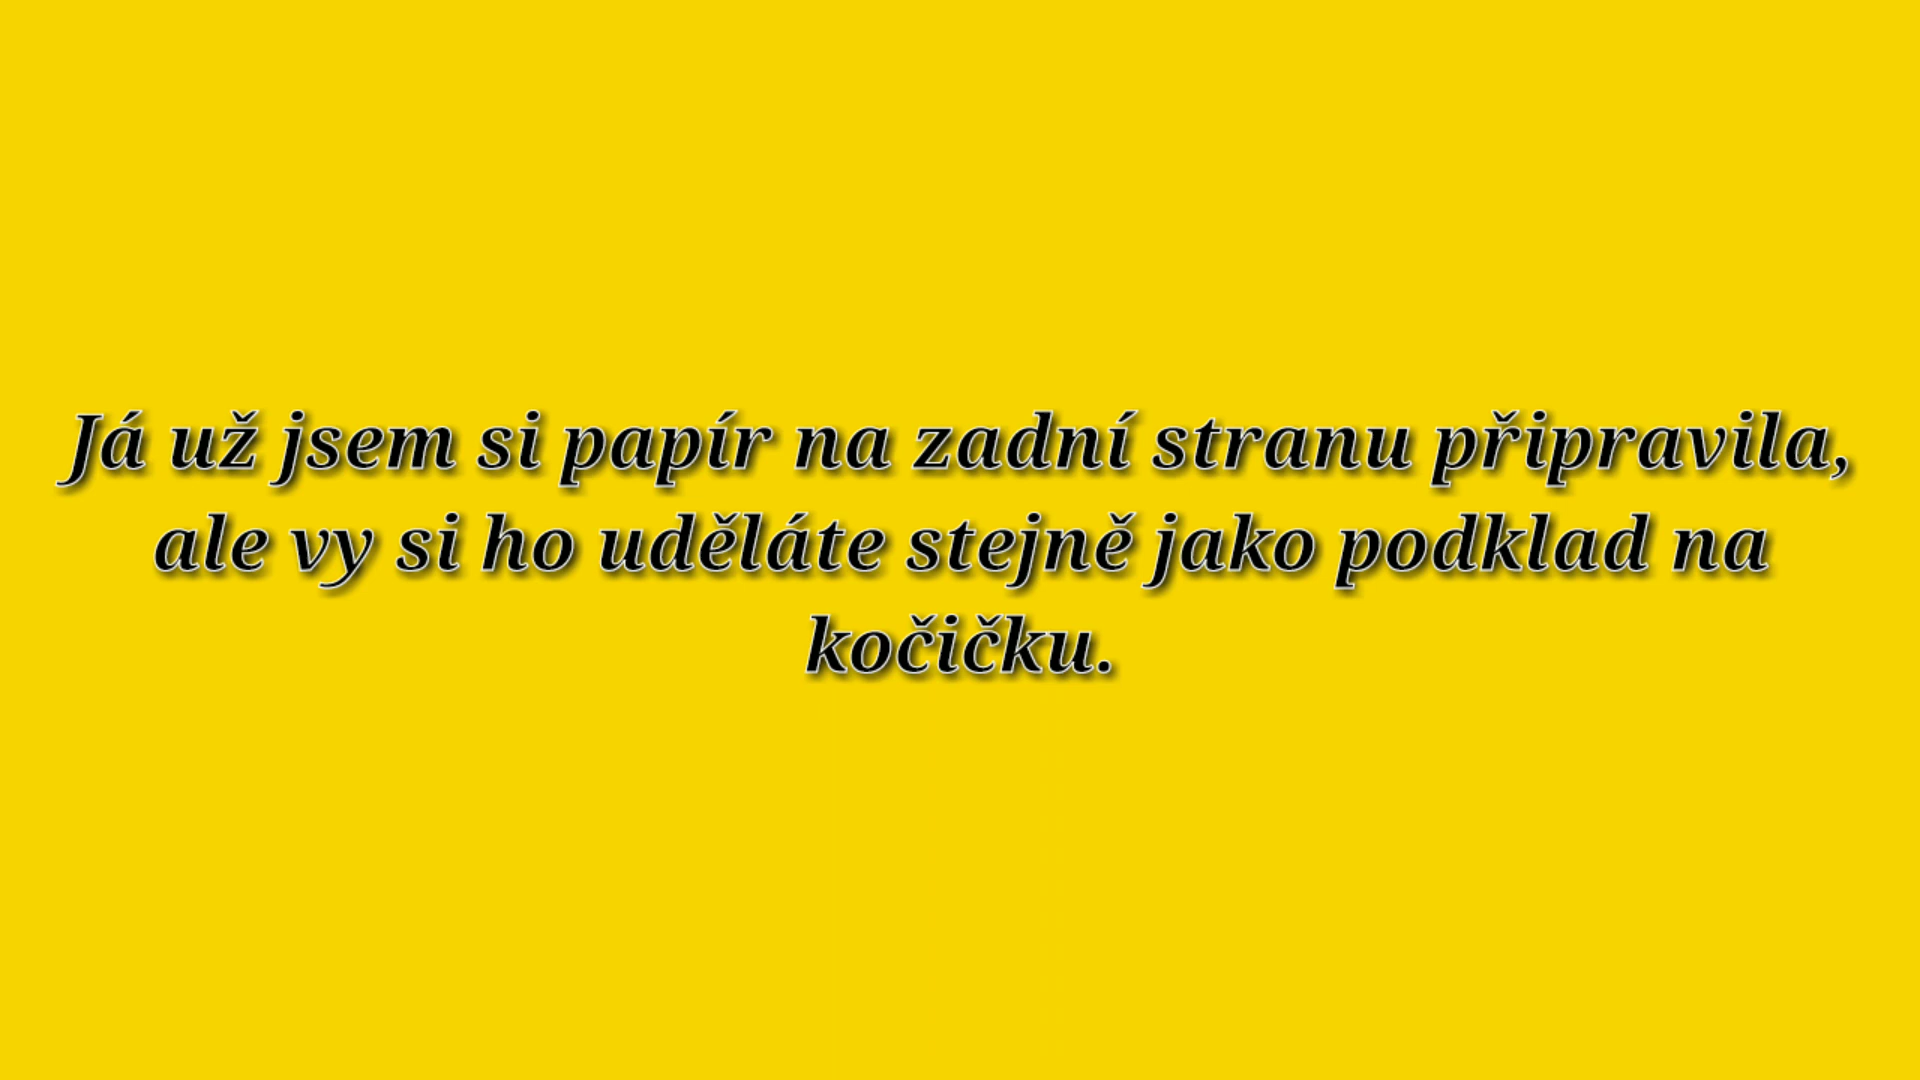 Já už jsem si papír na zadní stranu připravila,
ale vy si ho uděláte stejně jako podklad na
kočičku.